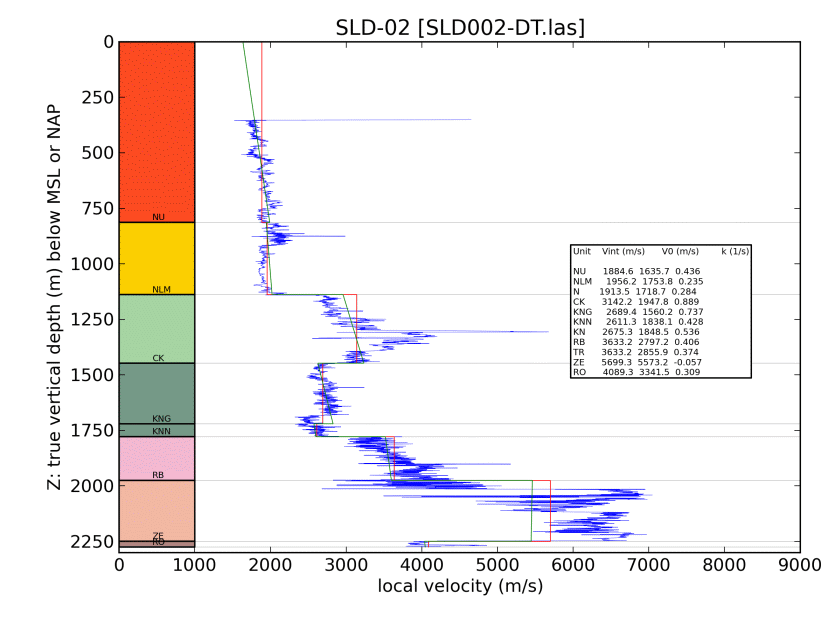 SLD-02 [SLD002-DT.las]
Z: true vertical depth (m) below MSL or NAP
0
250
500
750
1000
1250
1500
1750
2000
2250
NU
NLM
CK
KNG
KNN
RB
ZE
RO
Unit Vint (m/s) V0 (m/s) k (1/s)
NU 1884.6 1635.7 0.436
NLM 1956.2 1753.8 0.235
N 1913.5 1718.7 0.284
CK 3142.2 1947.8 0.889
KNG 2689.4 1560.2 0.737
KNN 2611.3 1838.1 0.428
KN 2675.3 1848.5 0.536
RB 3633.2 2797.2 0.406
TR 3633.2 2855.9 0.374
ZE 5699.3 5573.2 -0.057
RO 4089.3 3341.5 0.309
0 1000 2000 3000 4000 5000 6000 7000 8000 9000
local velocity (m/s)